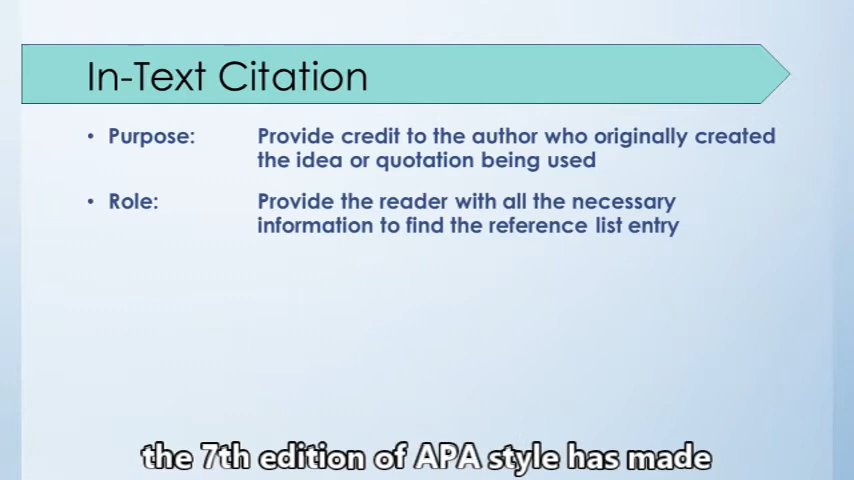 In-Text Citation
• Purpose: Provide credit to the author who originally created
the idea or quotation being used
• Role: Provide the reader with all the necessary
information to find the reference list entry
the 7th edition of APA style has made